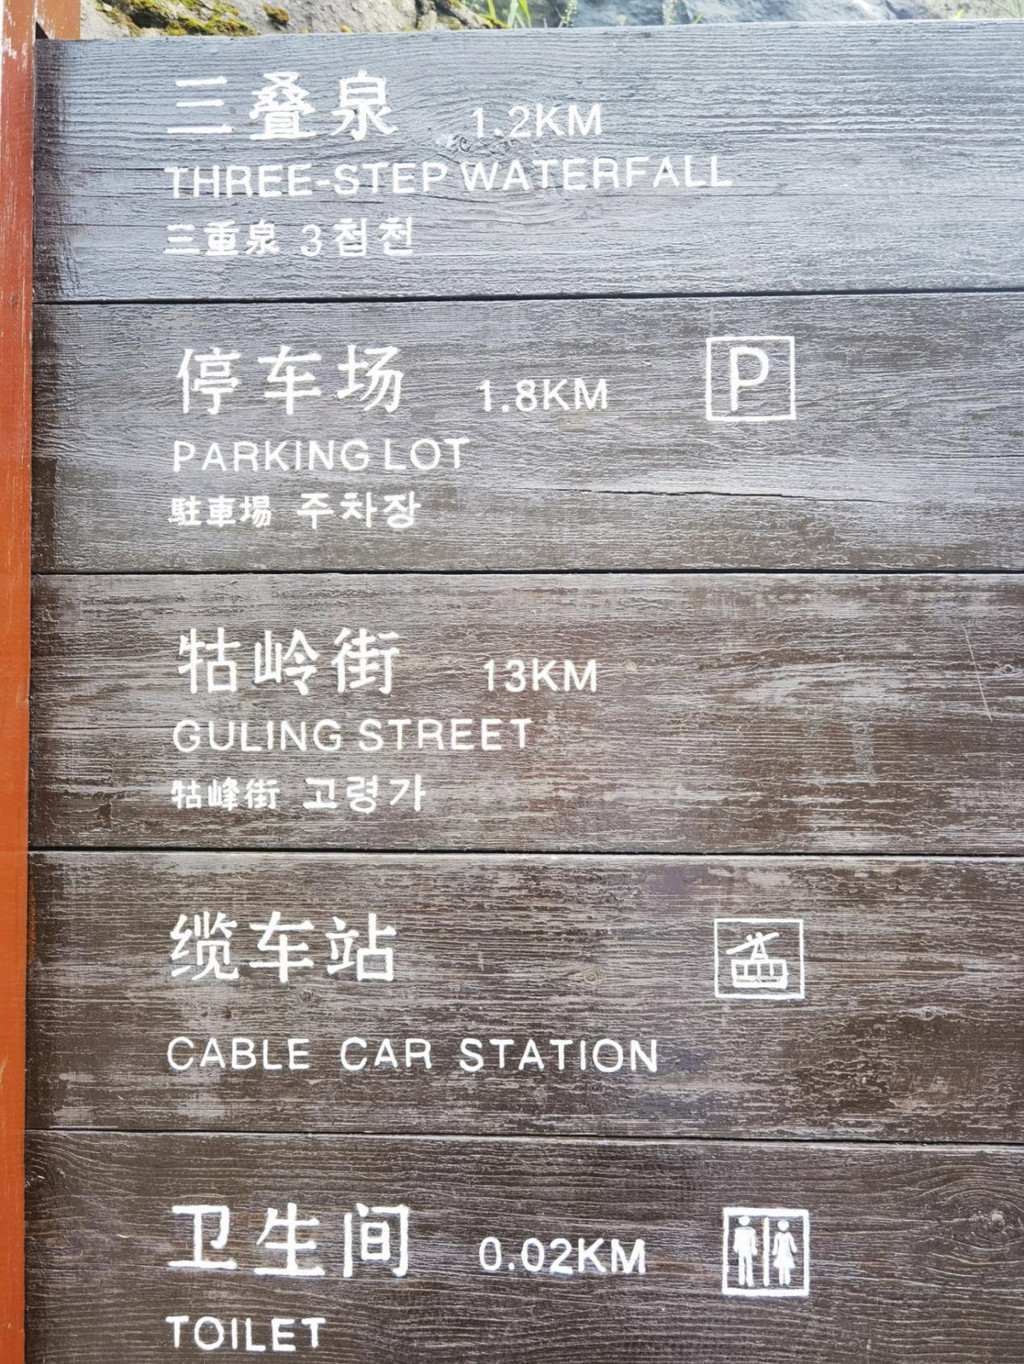 三叠泉 1.2KM
THREE-STEP WATERFALL
三重泉 3첩천
停车场 1.8KM P
PARKING LOT
駐車場 주차장
牯岭街 13KM
GULING STREET
牯峰街 고령가
缆车站
CABLE CAR STATION
卫生间 0.02KM
TOILET